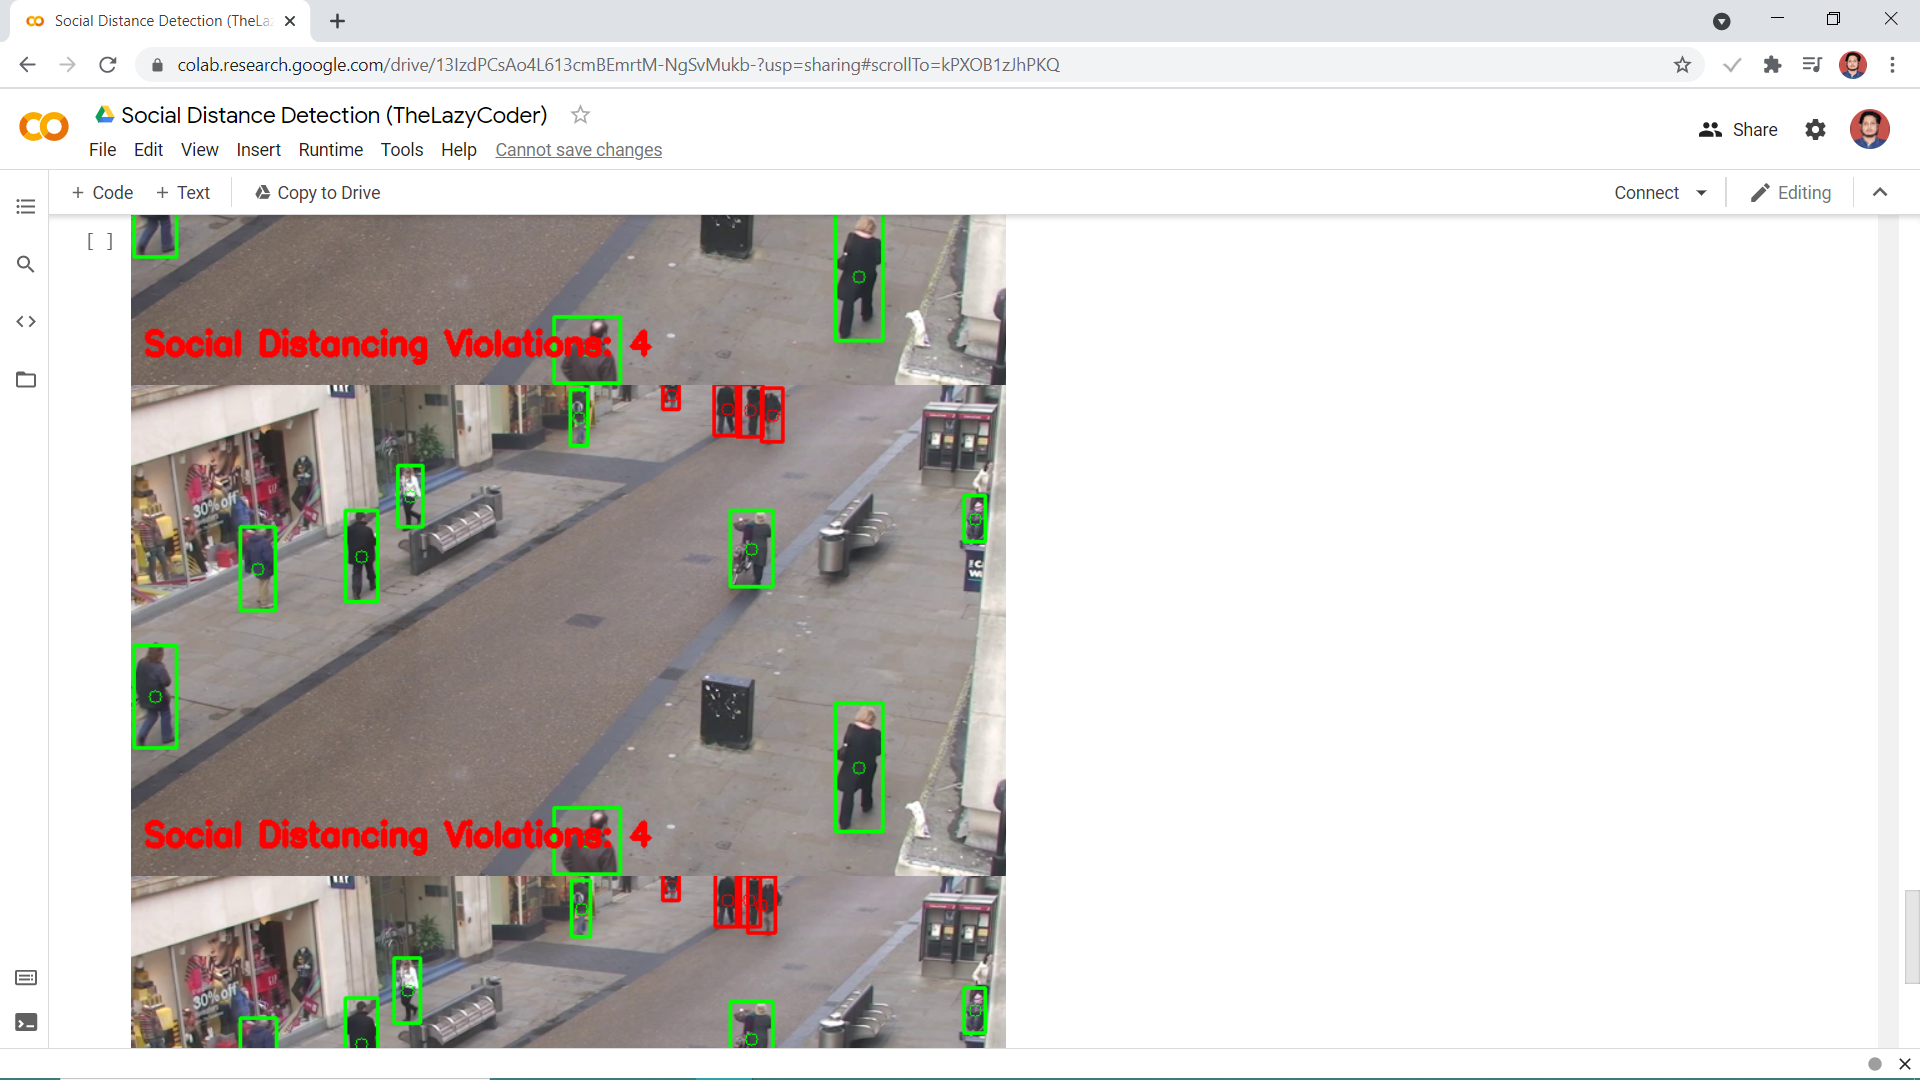 Social Distance Detection (TheLa
colab.research.google.com/drive/13IzdPCsAo4L613cmBEmrtM-NgSvMukb-?usp=sharing#scrollTo=kPXOB1zJhPKQ
Social Distance Detection (TheLazyCoder)
Share
File Edit View Insert Runtime Tools Help Cannot save changes
+ Code + Text Copy to Drive
Connect Editing
[ ]
Social Distancing Violations: 4
30% off
Social Distancing Violations: 4
30% off